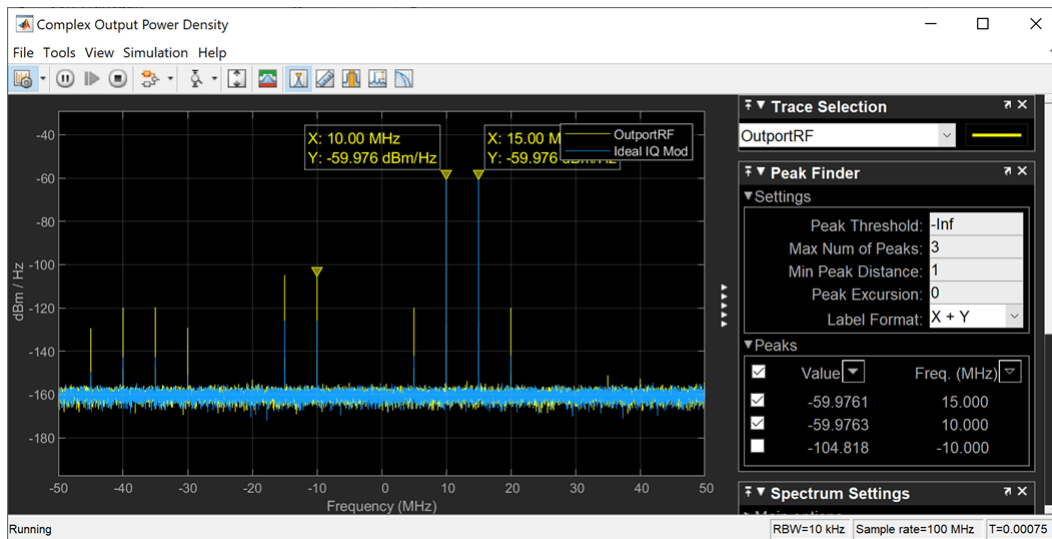 Complex Output Power Density
File Tools View Simulation Help
-40
-60
-80
-100
-120
-140
-160
-180
dBm / Hz
-50 -40 -30 -20 -10 0 10 20 30 40 50
Frequency (MHz)
X: 10.00 MHz
Y: -59.976 dBm/Hz
X: 15.00 M
Y: -59.976
OutportRF
Ideal IQ Mod
Trace Selection
OutportRF
Peak Finder
Settings
Peak Threshold: -Inf
Max Num of Peaks: 3
Min Peak Distance: 1
Peak Excursion: 0
Label Format: X + Y
Peaks
Value Freq. (MHz)
-59.9761 15.000
-59.9763 10.000
-104.818 -10.000
Spectrum Settings
Running RBW=10 kHz Sample rate=100 MHz T=0.00075